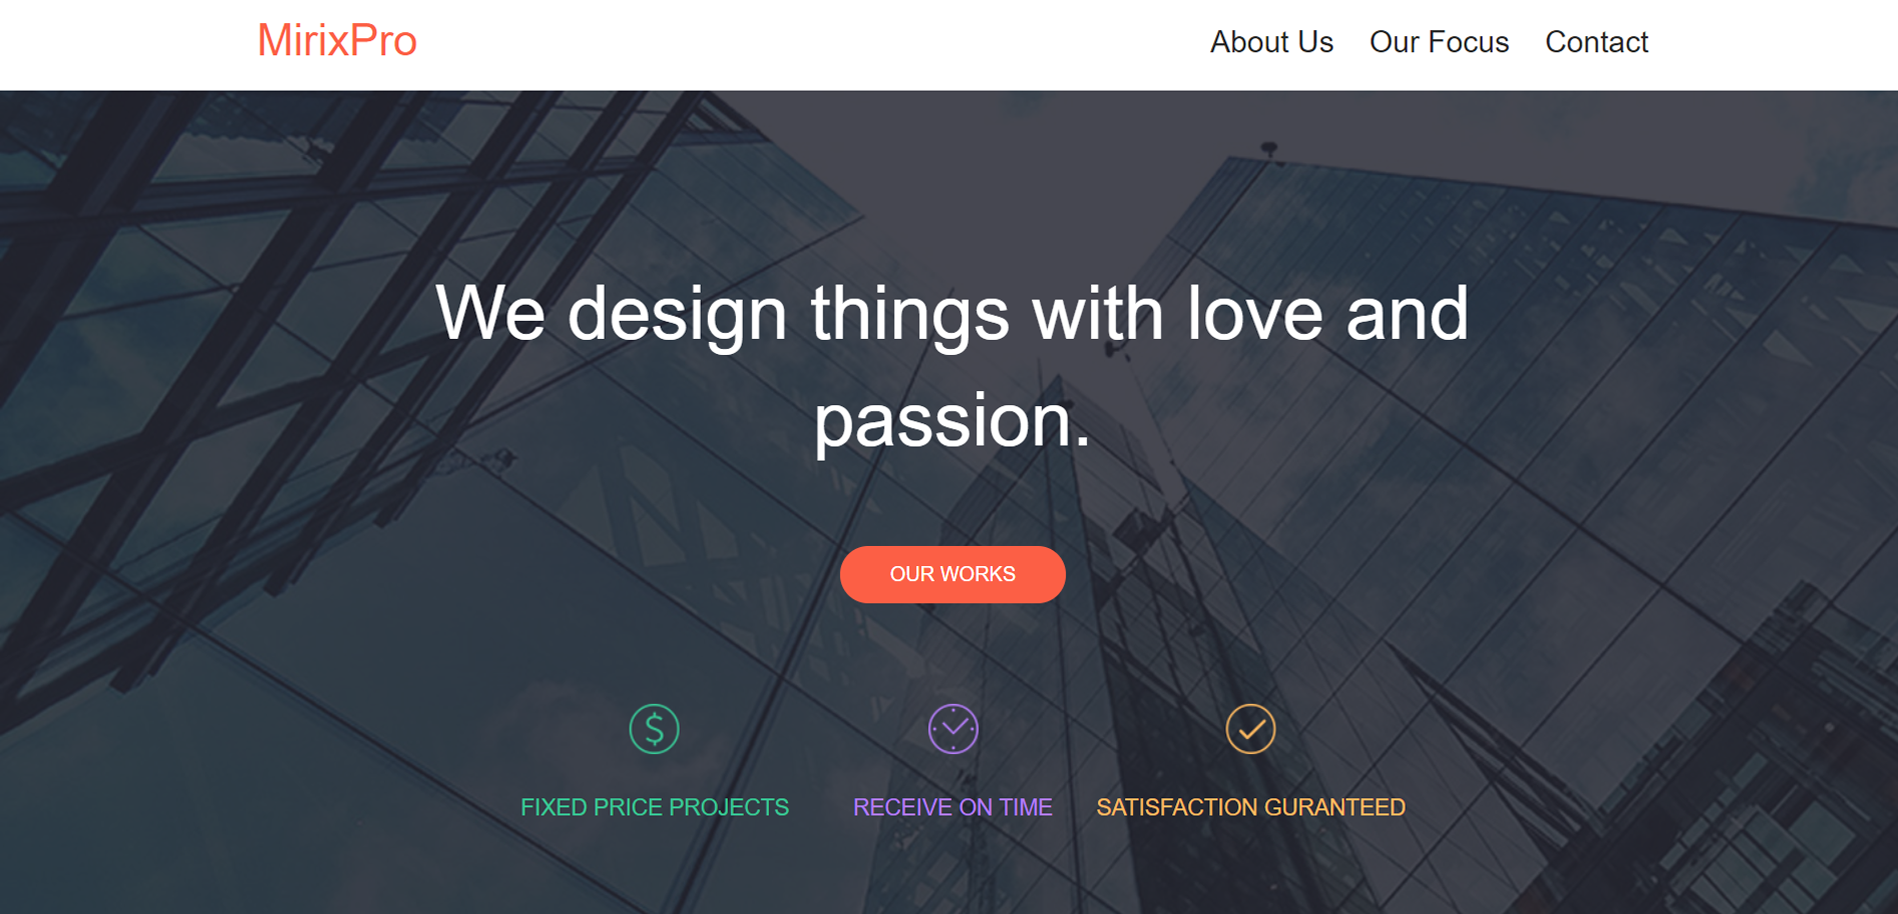 MirixPro
About Us Our Focus Contact
We design things with love and
passion.
OUR WORKS
FIXED PRICE PROJECTS
RECEIVE ON TIME
SATISFACTION GURANTEED